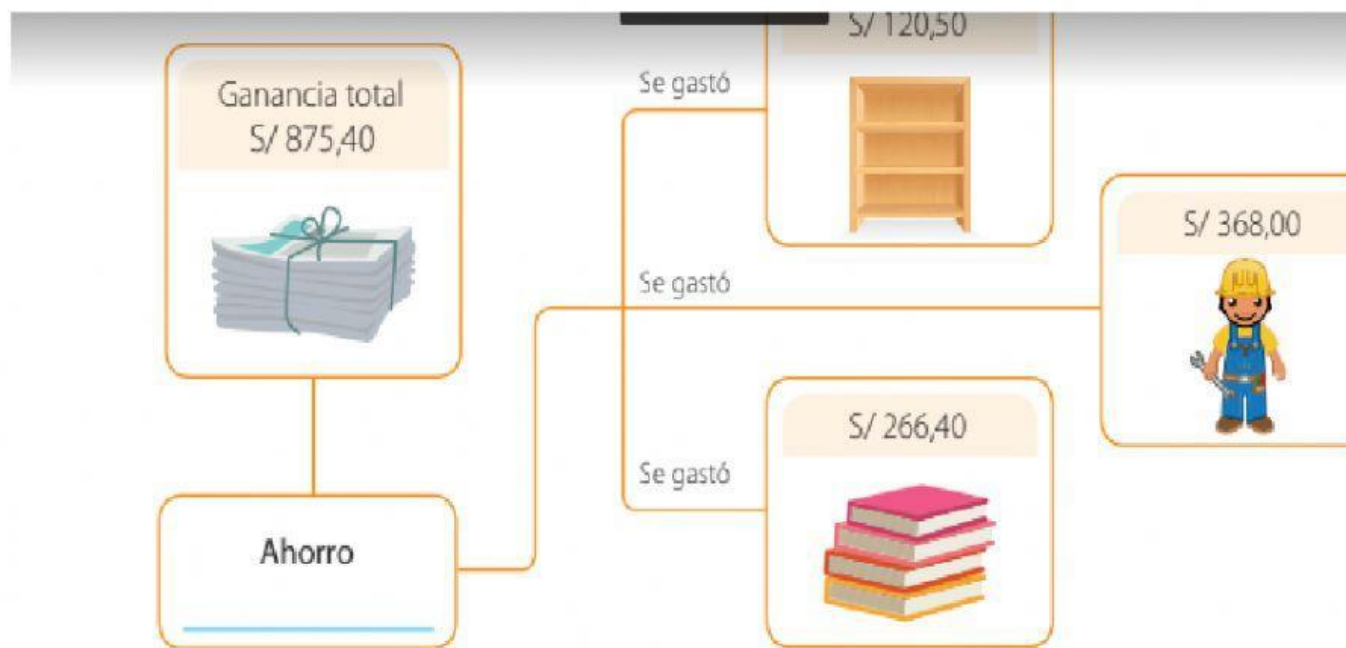 S/ 120,50
Se gastó
Ganancia total
S/ 875,40
S/ 368,00
Se gastó
S/ 266,40
Se gastó
Ahorro